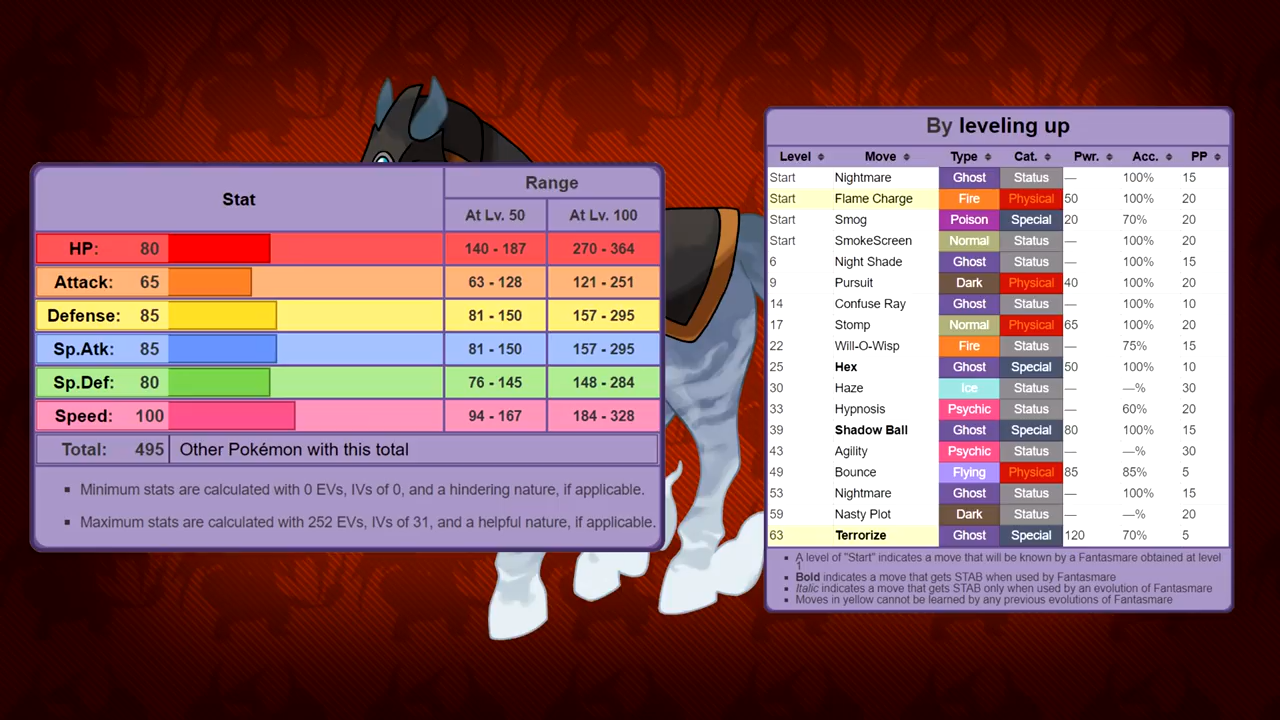 Stat Range
At Lv. 50 At Lv. 100
HP: 80 140 - 187 270 - 364
Attack: 65 63 - 128 121 - 251
Defense: 85 81 - 150 157 - 295
Sp.Atk: 85 81 - 150 157 - 295
Sp.Def: 80 76 - 145 148 - 284
Speed: 100 94 - 167 184 - 328
Total: 495 Other Pokémon with this total
Minimum stats are calculated with 0 EVs, IVs of 0, and a hindering nature, if applicable.
Maximum stats are calculated with 252 EVs, IVs of 31, and a helpful nature, if applicable.
By leveling up
Level Move Type Cat. Pwr. Acc. PP
Start Nightmare Ghost Status — 100% 15
Start Flame Charge Fire Physical 50 100% 20
Start Smog Poison Special 20 70% 20
Start SmokeScreen Normal Status — 100% 20
6 Night Shade Ghost Status — 100% 15
9 Pursuit Dark Physical 40 100% 20
14 Confuse Ray Ghost Status — 100% 10
17 Stomp Normal Physical 65 100% 20
22 Will-O-Wisp Fire Status — 75% 15
25 Hex Ghost Special 50 100% 10
30 Haze Ice Status — —% 30
33 Hypnosis Psychic Status — 60% 20
39 Shadow Ball Ghost Special 80 100% 15
43 Agility Psychic Status — —% 30
49 Bounce Flying Physical 85 85% 5
53 Nightmare Ghost Status — 100% 15
59 Nasty Plot Dark Status — —% 20
63 Terrorize Ghost Special 120 70% 5
A level of "Start" indicates a move that will be known by a Fantasmare obtained at level
1
Bold indicates a move that gets STAB when used by Fantasmare
Italic indicates a move that gets STAB only when used by an evolution of Fantasmare
Moves in yellow cannot be learned by any previous evolutions of Fantasmare